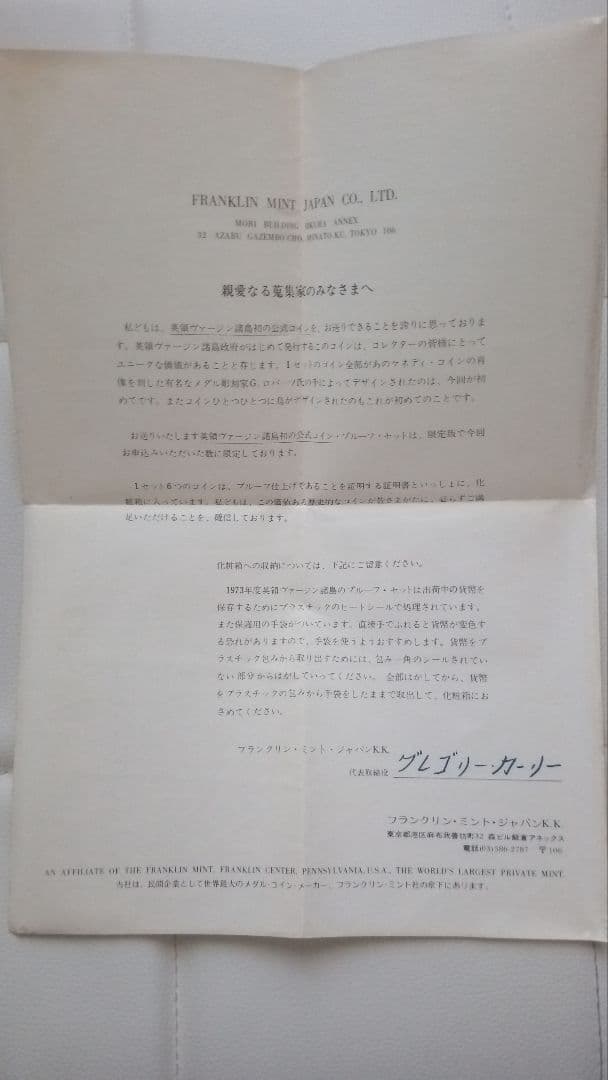 FRANKLIN MINT JAPAN CO., LTD.
MORI BUILDING IIKURA ANNEX
32 AZABU GAZEMBO-CHO, MINATO-KU, TOKYO 106
親愛なる蒐集家のみなさまへ
私どもは、英領ヴァージン諸島初の公式コインを、お送りできることを誇りに思っておりま
す。英領ヴァージン諸島政府がはじめて発行するこのコインは、コレクターの皆様にとって
ユニークな価値があることと存じます。1セットのコイン全部があのケネディ・コインの肖
像を刻した有名なメダル彫刻家G. ロバーツ氏の手によってデザインされたのは、今回が初
めてです。またコインひとつひとつに鳥がデザインされたのもこれが初めてのことです。
お送りいたします英領ヴァージン諸島初の公式コイン・プルーフ・セットは、限定版で今回
お申込みいただいた数に限定しております。
1セット6つのコインは、プルーフ仕上げであることを証明する証明書といっしょに、化
粧箱に入っています。私どもは、この価値ある歴史的なコインが皆さまがたに、必らずご満
足いただけることを、確信しております。
化粧箱への収納については、下記にご留意ください。
1973年度英領ヴァージン諸島のプルーフ・セットは出荷中の貨幣を
保存するためにプラスチックのヒートシールで処理されています。
また保護用の手袋がついています。直接手でふれると貨幣が変色す
る恐れがありますので、手袋を使うようおすすめします。貨幣をプ
ラスチック包みから取り出すためには、包み一角のシールされてい
ない部分からはがしていってください。全部はがしてから、貨幣
をプラスチックの包みから手袋をしたままで取出して、化粧箱にお
さめてください。
フランクリン・ミント・ジャパンK.K.
代表取締役 グレゴリー・カーリー
フランクリン・ミント・ジャパンK.K.
東京都港区麻布我善坊町32 森ビル飯倉アネックス
電話(03)586-2787 〒106
AN AFFILIATE OF THE FRANKLIN MINT, FRANKLIN CENTER, PENNSYLVANIA, U.S.A., THE WORLD'S LARGEST PRIVATE MINT.
当社は、民間企業として世界最大のメダル・コイン・メーカー、フランクリン・ミント社の傘下にあります。